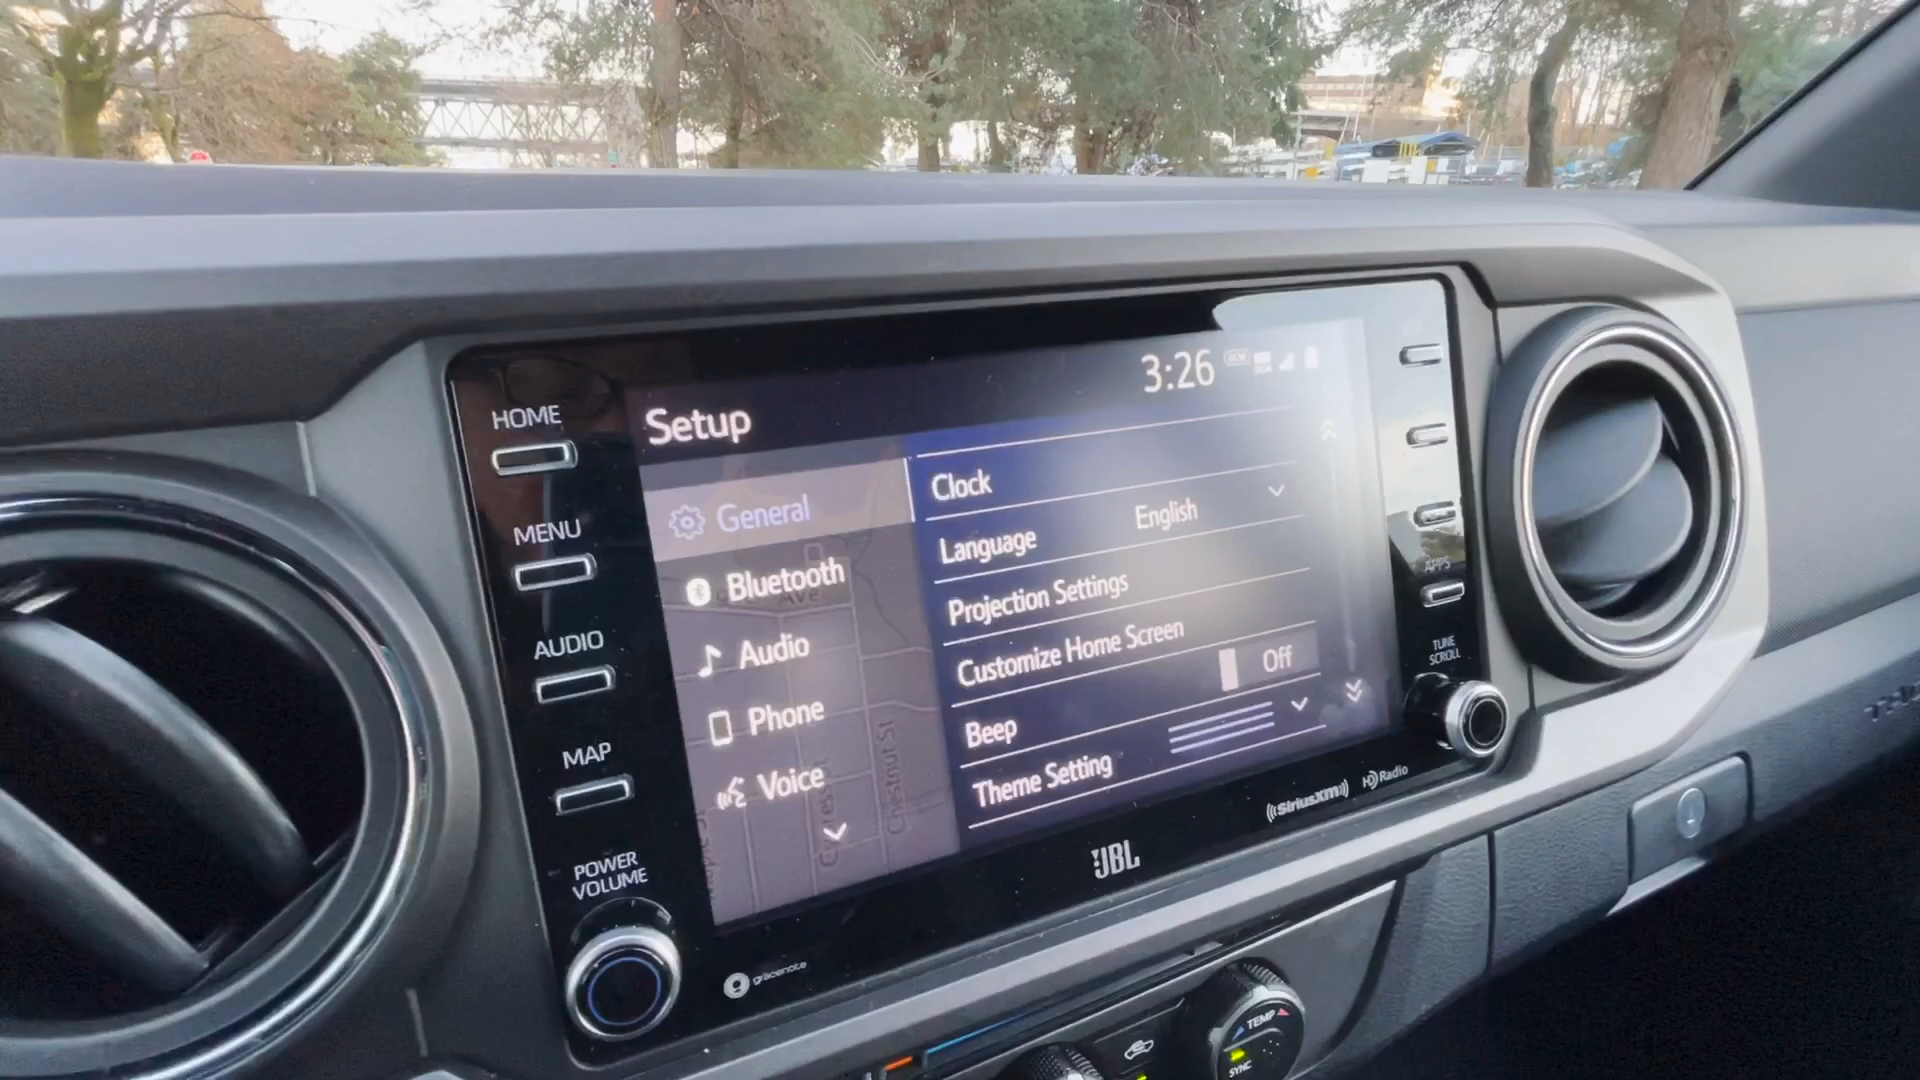 3:26
Setup
HOME
MENU
AUDIO
MAP
POWER
VOLUME
General
Bluetooth
Audio
Phone
Voice
Ave
Chestnut St
Clock
Language English
Projection Settings
Customize Home Screen
Beep Off
Theme Setting
APPS
TUNE
SCROLL
SiriusXM
HD Radio
JBL
gracenote
TEMP
SYNC